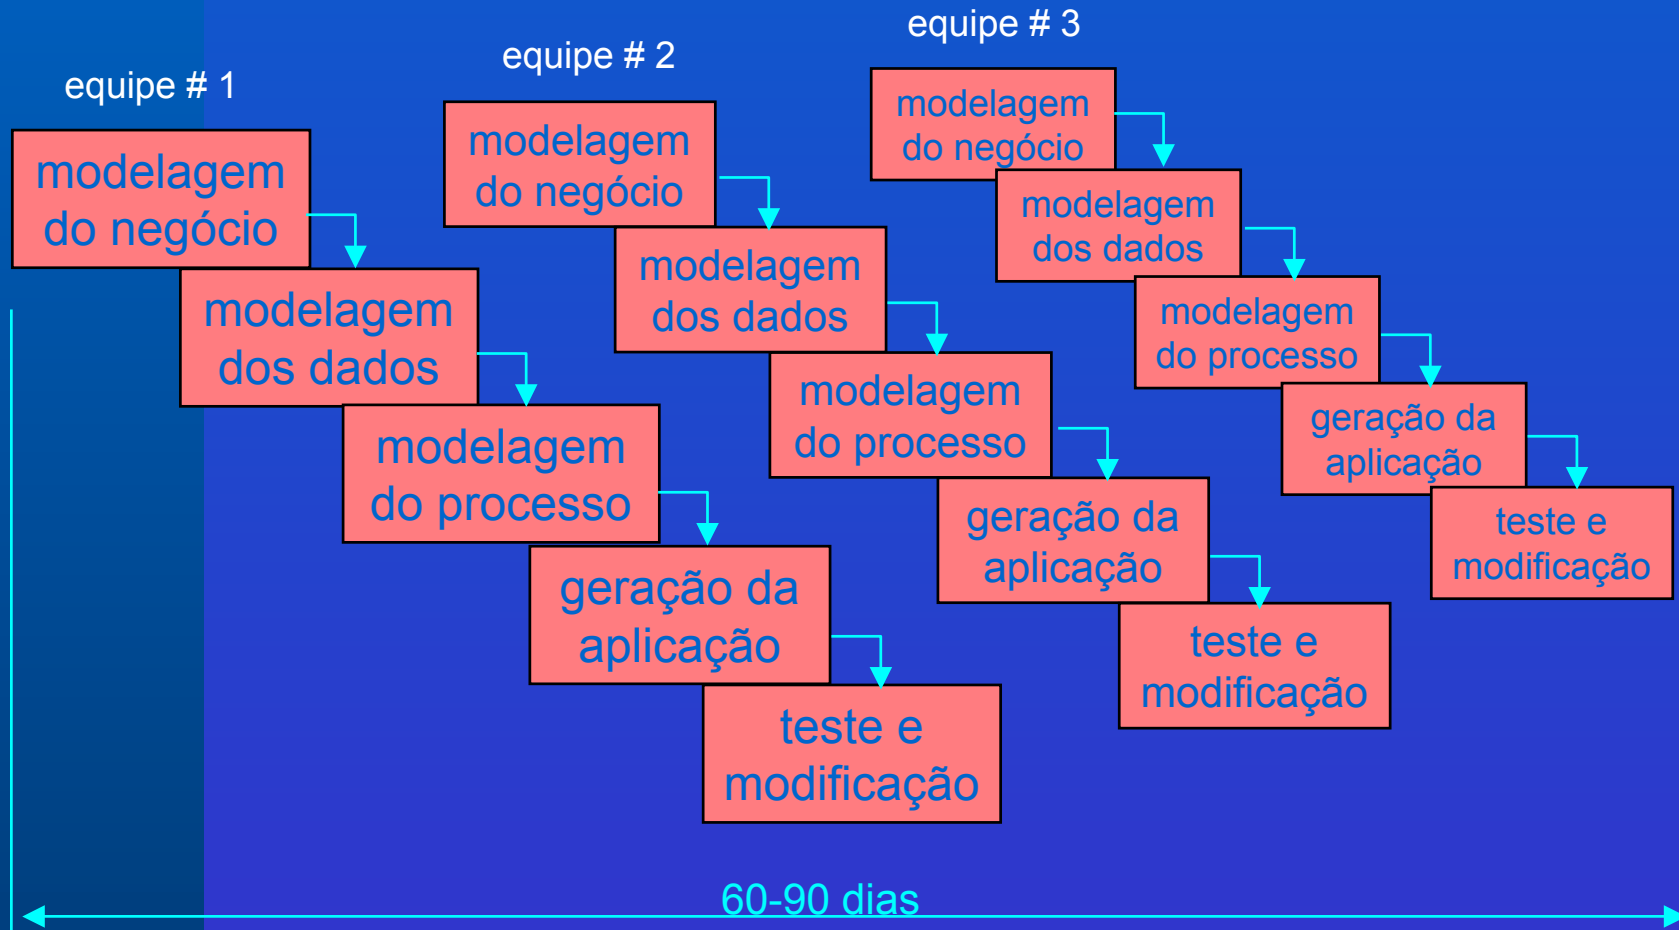 equipe # 1
modelagem
do negócio
modelagem
dos dados
modelagem
do processo
geração da
aplicação
teste e
modificação
equipe # 2
modelagem
do negócio
modelagem
dos dados
modelagem
do processo
geração da
aplicação
teste e
modificação
equipe # 3
modelagem
do negócio
modelagem
dos dados
modelagem
do processo
geração da
aplicação
teste e
modificação
60-90 dias